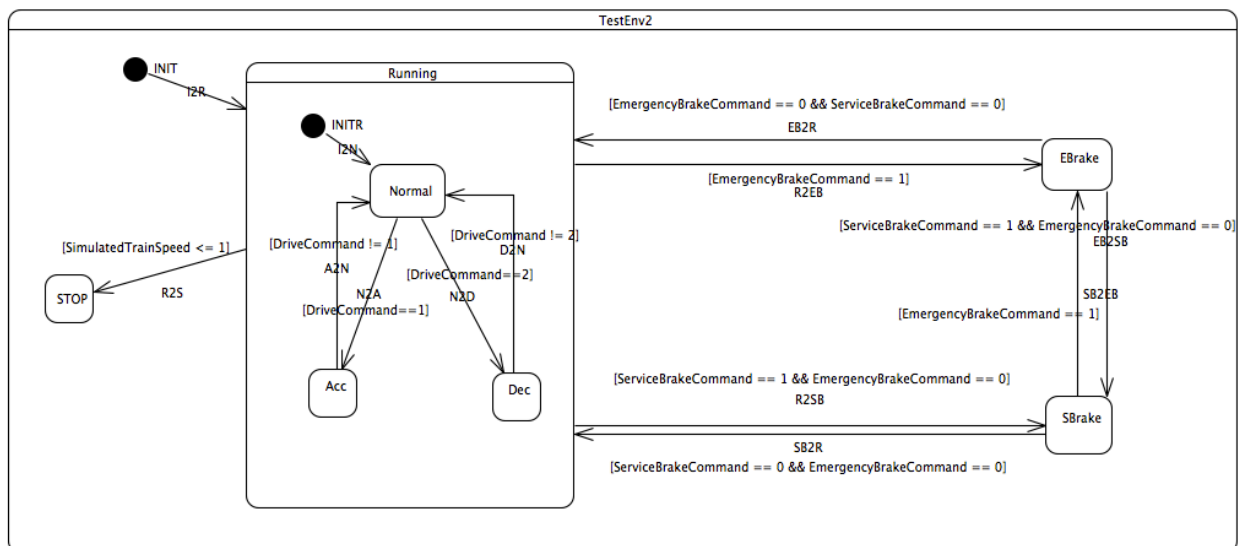 TestEnv2
INIT
I2R
Running
INITR
I2N
Normal
[EmergencyBrakeCommand == 0 && ServiceBrakeCommand == 0]
EB2R
EBrake
[EmergencyBrakeCommand == 1]
R2EB
[ServiceBrakeCommand == 1 && EmergencyBrakeCommand == 0]
EB2SB
[SimulatedTrainSpeed <= 1]
R2S
STOP
[DriveCommand != 1]
A2N
[DriveCommand != 2]
D2N
[DriveCommand==2]
N2A
N2D
[DriveCommand==1]
SB2EB
[EmergencyBrakeCommand == 1]
Acc
Dec
[ServiceBrakeCommand == 1 && EmergencyBrakeCommand == 0]
R2SB
SBrake
SB2R
[ServiceBrakeCommand == 0 && EmergencyBrakeCommand == 0]